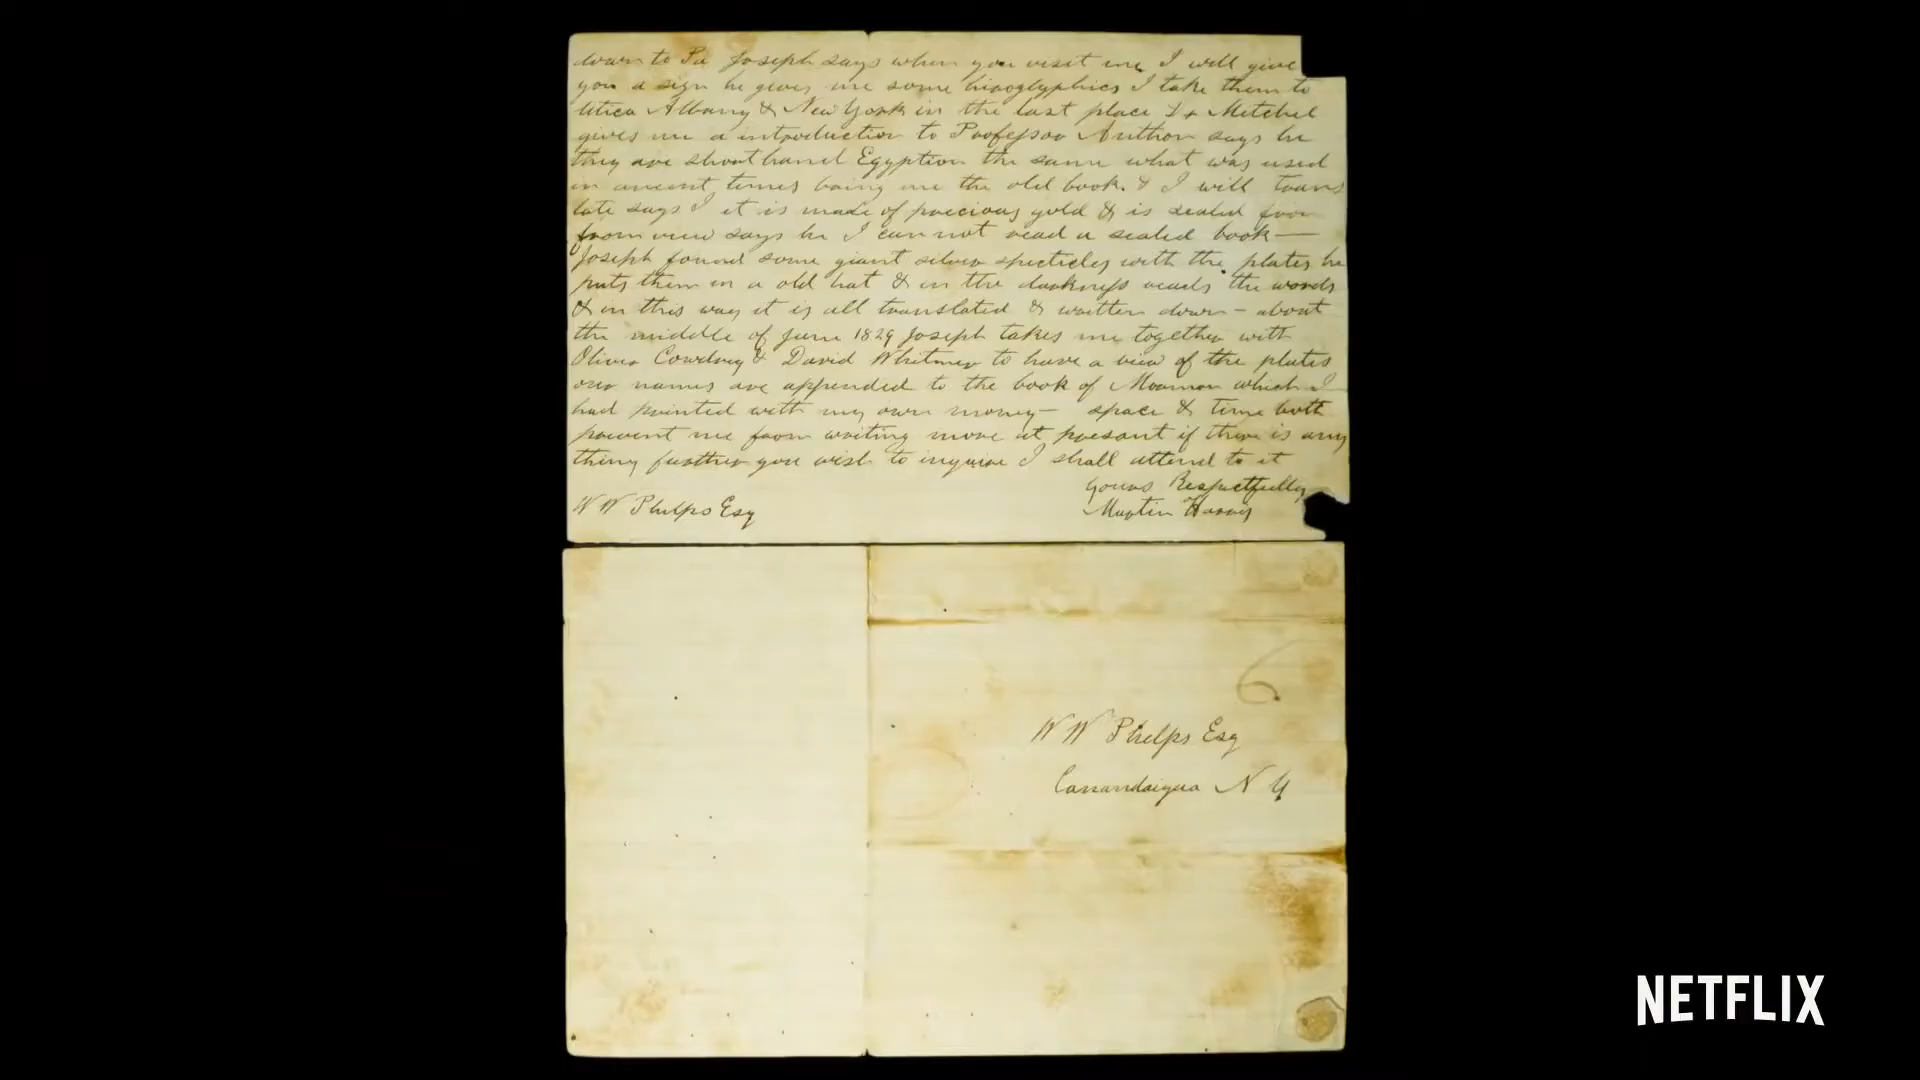 down to Pa Joseph says when you visit me I will give
you a sign he gives me some hiroglyphics I take them to
Utica Albany & New York in the last place Dr Mitchel
gives me a introduction to Professor Anthon says he
they are short hand Egyption the same what was used
in ancient times bring me the old book & I will trans
late says I it is made of precious gold & is sealed from
from view says he I can not read a sealed book—
Joseph found some giant silver specticles with the plates he
puts them in a old hat & in the darkness reads the words
& in this way it is all translated & written down — about
the middle of June 1829 Joseph takes me together with
Oliver Cowdrey & David Whitmer to have a view of the plates
our names are appended to the book of Mormon which I
had printed with my own money — space & time both
prevent me from writing more at presant if there is any
thing further you wish to inquire I shall attend to it
Yours Respectfully
W W Phelps Esq Martin Harris
6
W W Phelps Esq
Canandaigua N Y
NETFLIX